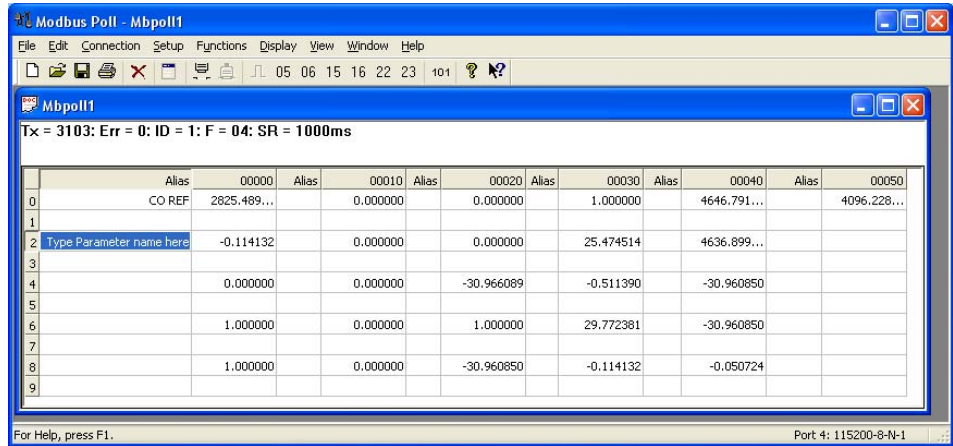 Modbus Poll - Mbpoll1
File Edit Connection Setup Functions Display View Window Help
05 06 15 16 22 23 101
Mbpoll1
Tx = 3103: Err = 0: ID = 1: F = 04: SR = 1000ms
Alias 00000 Alias 00010 Alias 00020 Alias 00030 Alias 00040 Alias 00050
0 CO REF 2825.489... 0.000000 0.000000 1.000000 4646.791... 4096.228...
1
2 Type Parameter name here -0.114132 0.000000 0.000000 25.474514 4636.899...
3
4 0.000000 0.000000 -30.966089 -0.511390 -30.960850
5
6 1.000000 0.000000 1.000000 29.772381 -30.960850
7
8 1.000000 0.000000 -30.960850 -0.114132 -0.050724
9
For Help, press F1. Port 4: 115200-8-N-1